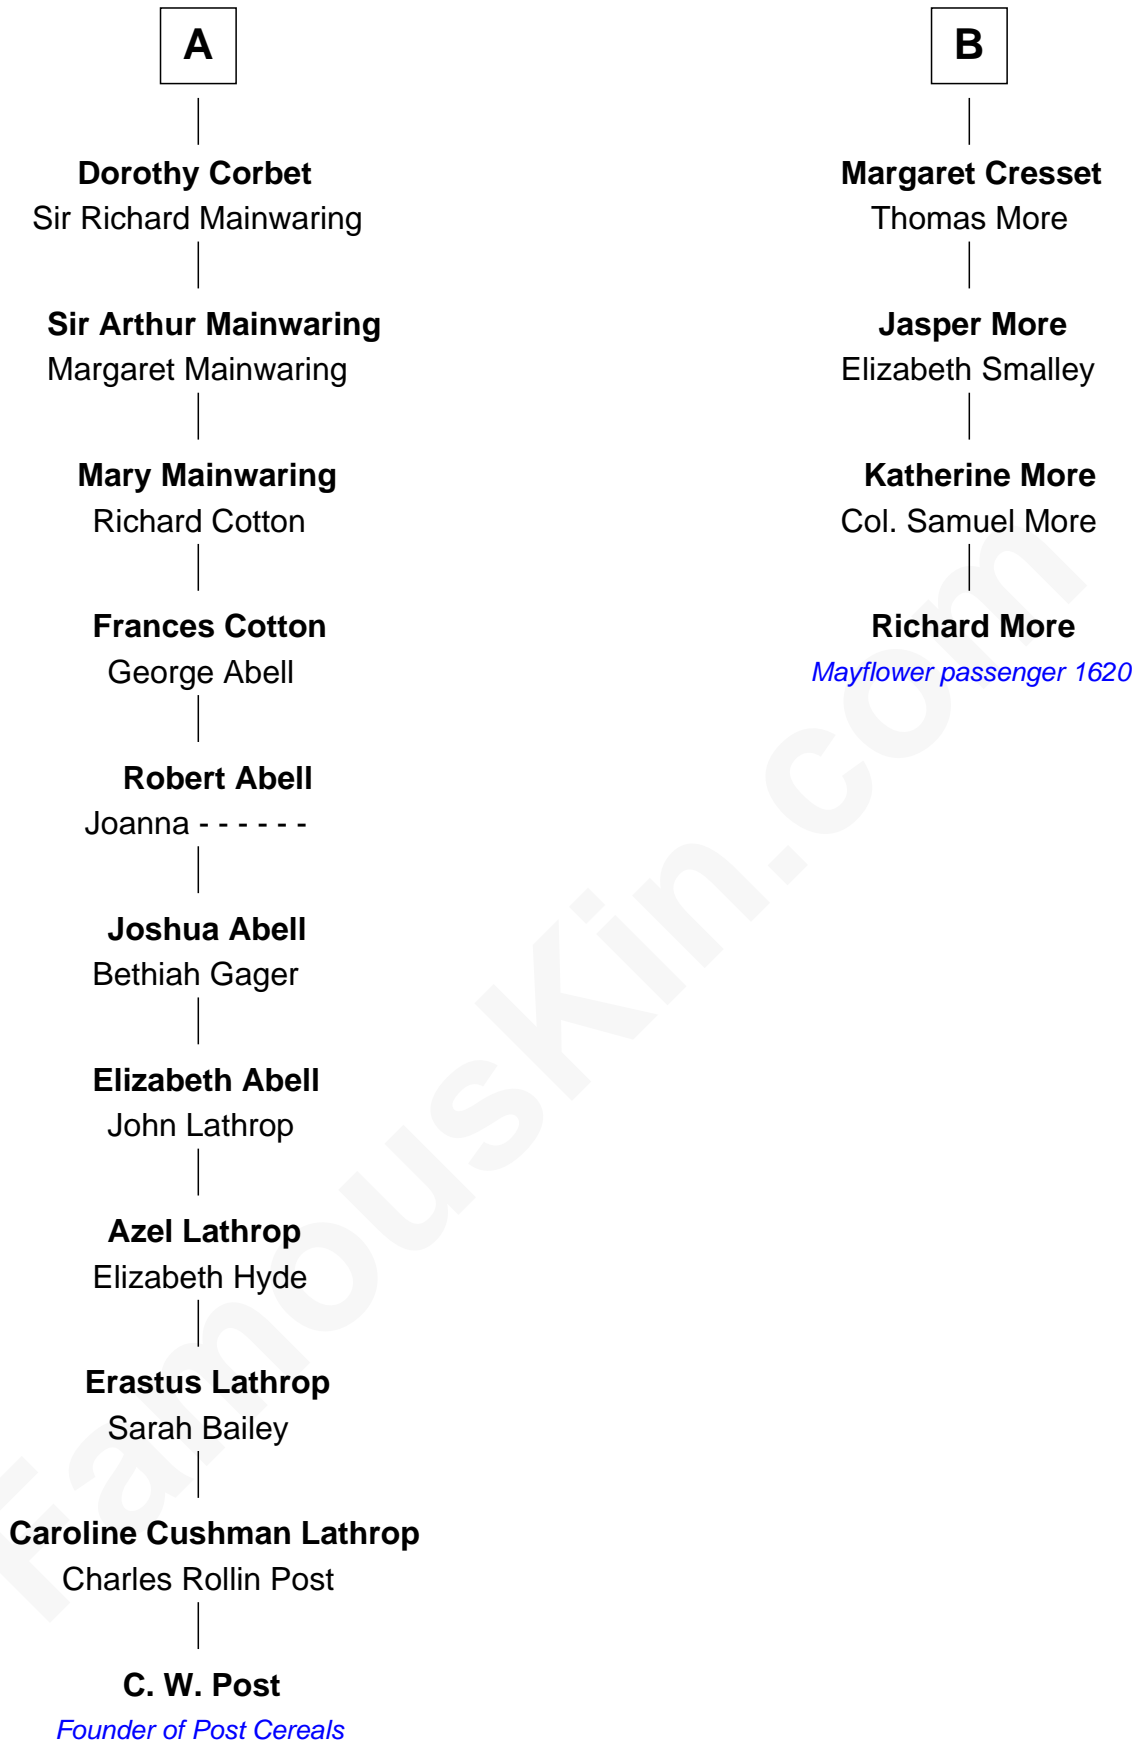 A
Dorothy Corbet
Sir Richard Mainwaring
Sir Arthur Mainwaring
Margaret Mainwaring
Mary Mainwaring
Richard Cotton
Frances Cotton
George Abell
Robert Abell
Joanna - - - - - -
Joshua Abell
Bethiah Gager
Elizabeth Abell
John Lathrop
Azel Lathrop
Elizabeth Hyde
Erastus Lathrop
Sarah Bailey
Caroline Cushman Lathrop
Charles Rollin Post
C. W. Post
Founder of Post Cereals
B
Margaret Cresset
Thomas More
Jasper More
Elizabeth Smalley
Katherine More
Col. Samuel More
Richard More
Mayflower passenger 1620
FamousKin.com